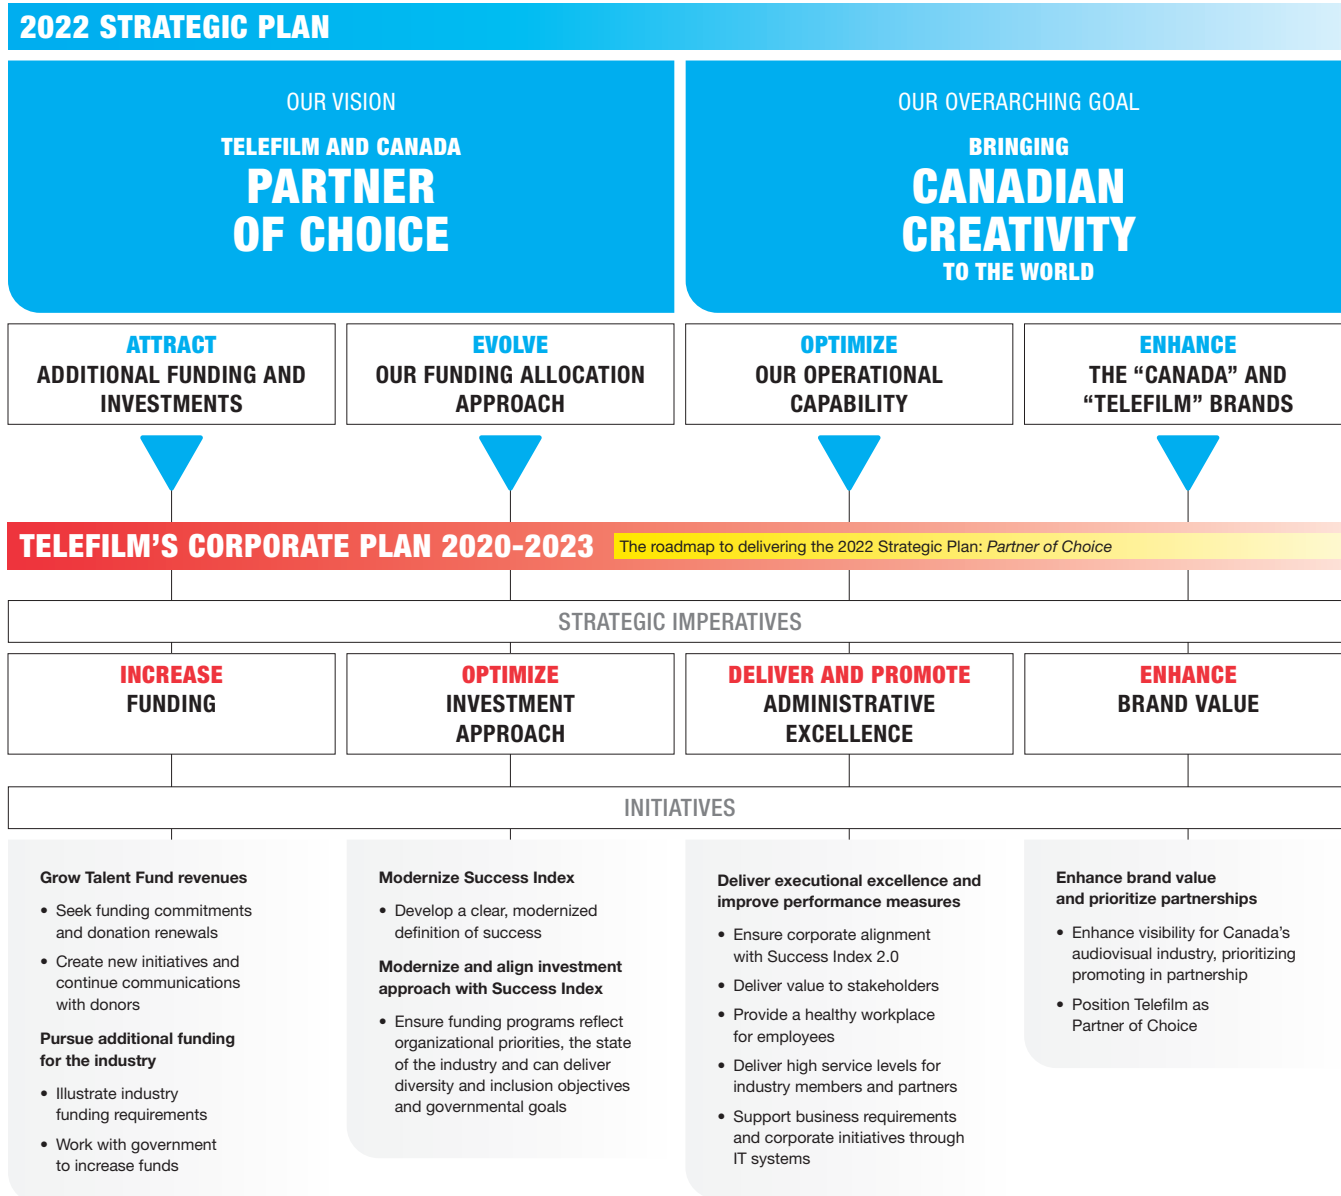 2022 STRATEGIC PLAN
OUR VISION
TELEFILM AND CANADA
PARTNER
OF CHOICE
OUR OVERARCHING GOAL
BRINGING
CANADIAN
CREATIVITY
TO THE WORLD
ATTRACT
ADDITIONAL FUNDING AND
INVESTMENTS
EVOLVE
OUR FUNDING ALLOCATION
APPROACH
OPTIMIZE
OUR OPERATIONAL
CAPABILITY
ENHANCE
THE “CANADA” AND
“TELEFILM” BRANDS
TELEFILM’S CORPORATE PLAN 2020-2023
The roadmap to delivering the 2022 Strategic Plan: Partner of Choice
STRATEGIC IMPERATIVES
INCREASE
FUNDING
OPTIMIZE
INVESTMENT
APPROACH
DELIVER AND PROMOTE
ADMINISTRATIVE
EXCELLENCE
ENHANCE
BRAND VALUE
INITIATIVES
Grow Talent Fund revenues
• Seek funding commitments
and donation renewals
• Create new initiatives and
continue communications
with donors
Pursue additional funding
for the industry
• Illustrate industry
funding requirements
• Work with government
to increase funds
Modernize Success Index
• Develop a clear, modernized
definition of success
Modernize and align investment
approach with Success Index
• Ensure funding programs reflect
organizational priorities, the state
of the industry and can deliver
diversity and inclusion objectives
and governmental goals
Deliver executional excellence and
improve performance measures
• Ensure corporate alignment
with Success Index 2.0
• Deliver value to stakeholders
• Provide a healthy workplace
for employees
• Deliver high service levels for
industry members and partners
• Support business requirements
and corporate initiatives through
IT systems
Enhance brand value
and prioritize partnerships
• Enhance visibility for Canada’s
audiovisual industry, prioritizing
promoting in partnership
• Position Telefilm as
Partner of Choice